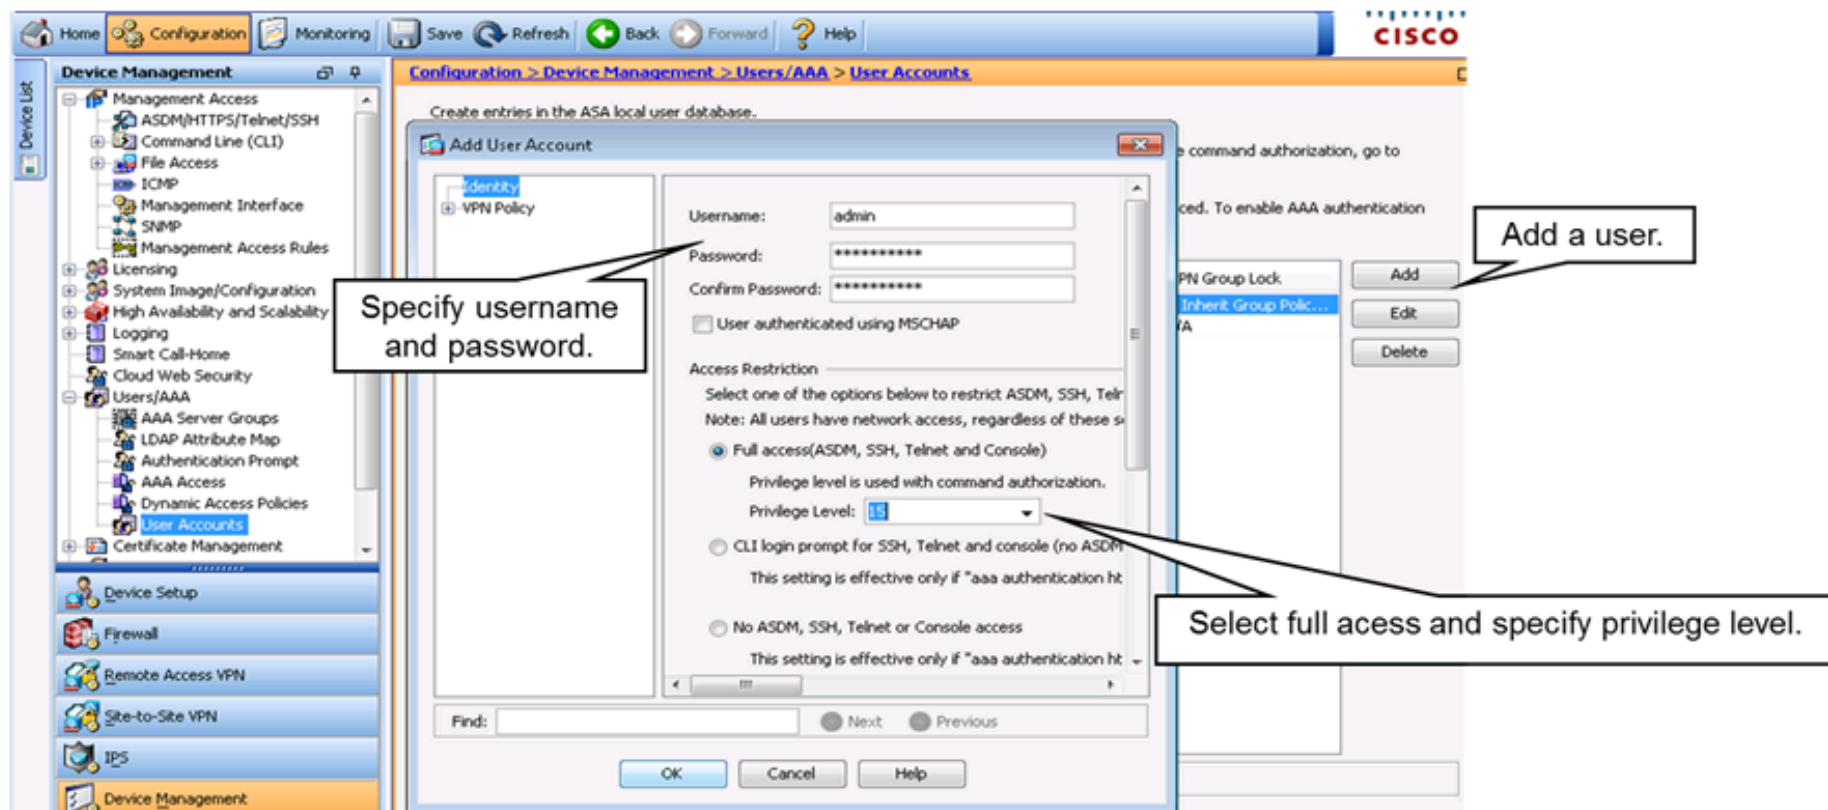 Home Configuration Monitoring Save Refresh Back Forward Help
CISCO
Device List
Device Management
Management Access
ASDM/HTTPS/Telnet/SSH
Command Line (CLI)
File Access
ICMP
Management Interface
SNMP
Management Access Rules
Licensing
System Image/Configuration
High Availability and Scalability
Logging
Smart Call-Home
Cloud Web Security
Users/AAA
AAA Server Groups
LDAP Attribute Map
Authentication Prompt
AAA Access
Dynamic Access Policies
User Accounts
Certificate Management
Device Setup
Firewall
Remote Access VPN
Site-to-Site VPN
IPS
Device Management
Configuration > Device Management > Users/AAA > User Accounts
Create entries in the ASA local user database.
e command authorization, go to
ced. To enable AAA authentication
PN Group Lock
Inherit Group Polic...
/A
Add
Edit
Delete
Add User Account
Identity
VPN Policy
Username: admin
Password: **********
Confirm Password: **********
User authenticated using MSCHAP
Access Restriction
Select one of the options below to restrict ASDM, SSH, Teln
Note: All users have network access, regardless of these s
Full access(ASDM, SSH, Telnet and Console)
Privilege level is used with command authorization.
Privilege Level: 15
CLI login prompt for SSH, Telnet and console (no ASDM
This setting is effective only if "aaa authentication ht
No ASDM, SSH, Telnet or Console access
This setting is effective only if "aaa authentication ht
Find: Next Previous
OK Cancel Help
Specify username
and password.
Add a user.
Select full acess and specify privilege level.